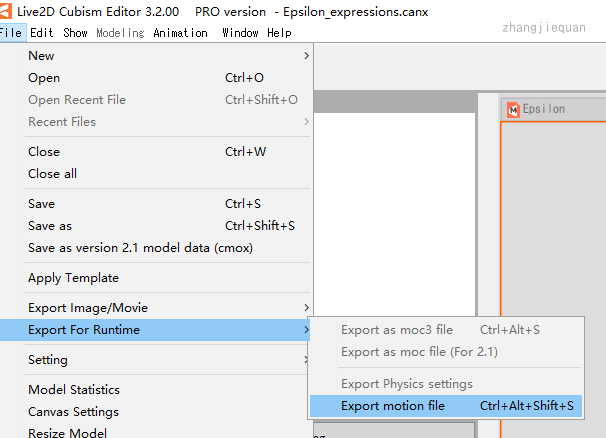 Live2D Cubism Editor 3.2.00 PRO version - Epsilon_expressions.canx
File Edit Show Modeling Animation Window Help
zhangjiequan
New
Open Ctrl+O
Open Recent File Ctrl+Shift+O
Recent Files
Close Ctrl+W
Close all
Save Ctrl+S
Save as Ctrl+Shift+S
Save as version 2.1 model data (cmox)
Apply Template
Export Image/Movie
Export For Runtime
Setting
Model Statistics
Canvas Settings
Resize Model
Epsilon
Export as moc3 file Ctrl+Alt+S
Export as moc file (For 2.1)
Export Physics settings
Export motion file Ctrl+Alt+Shift+S